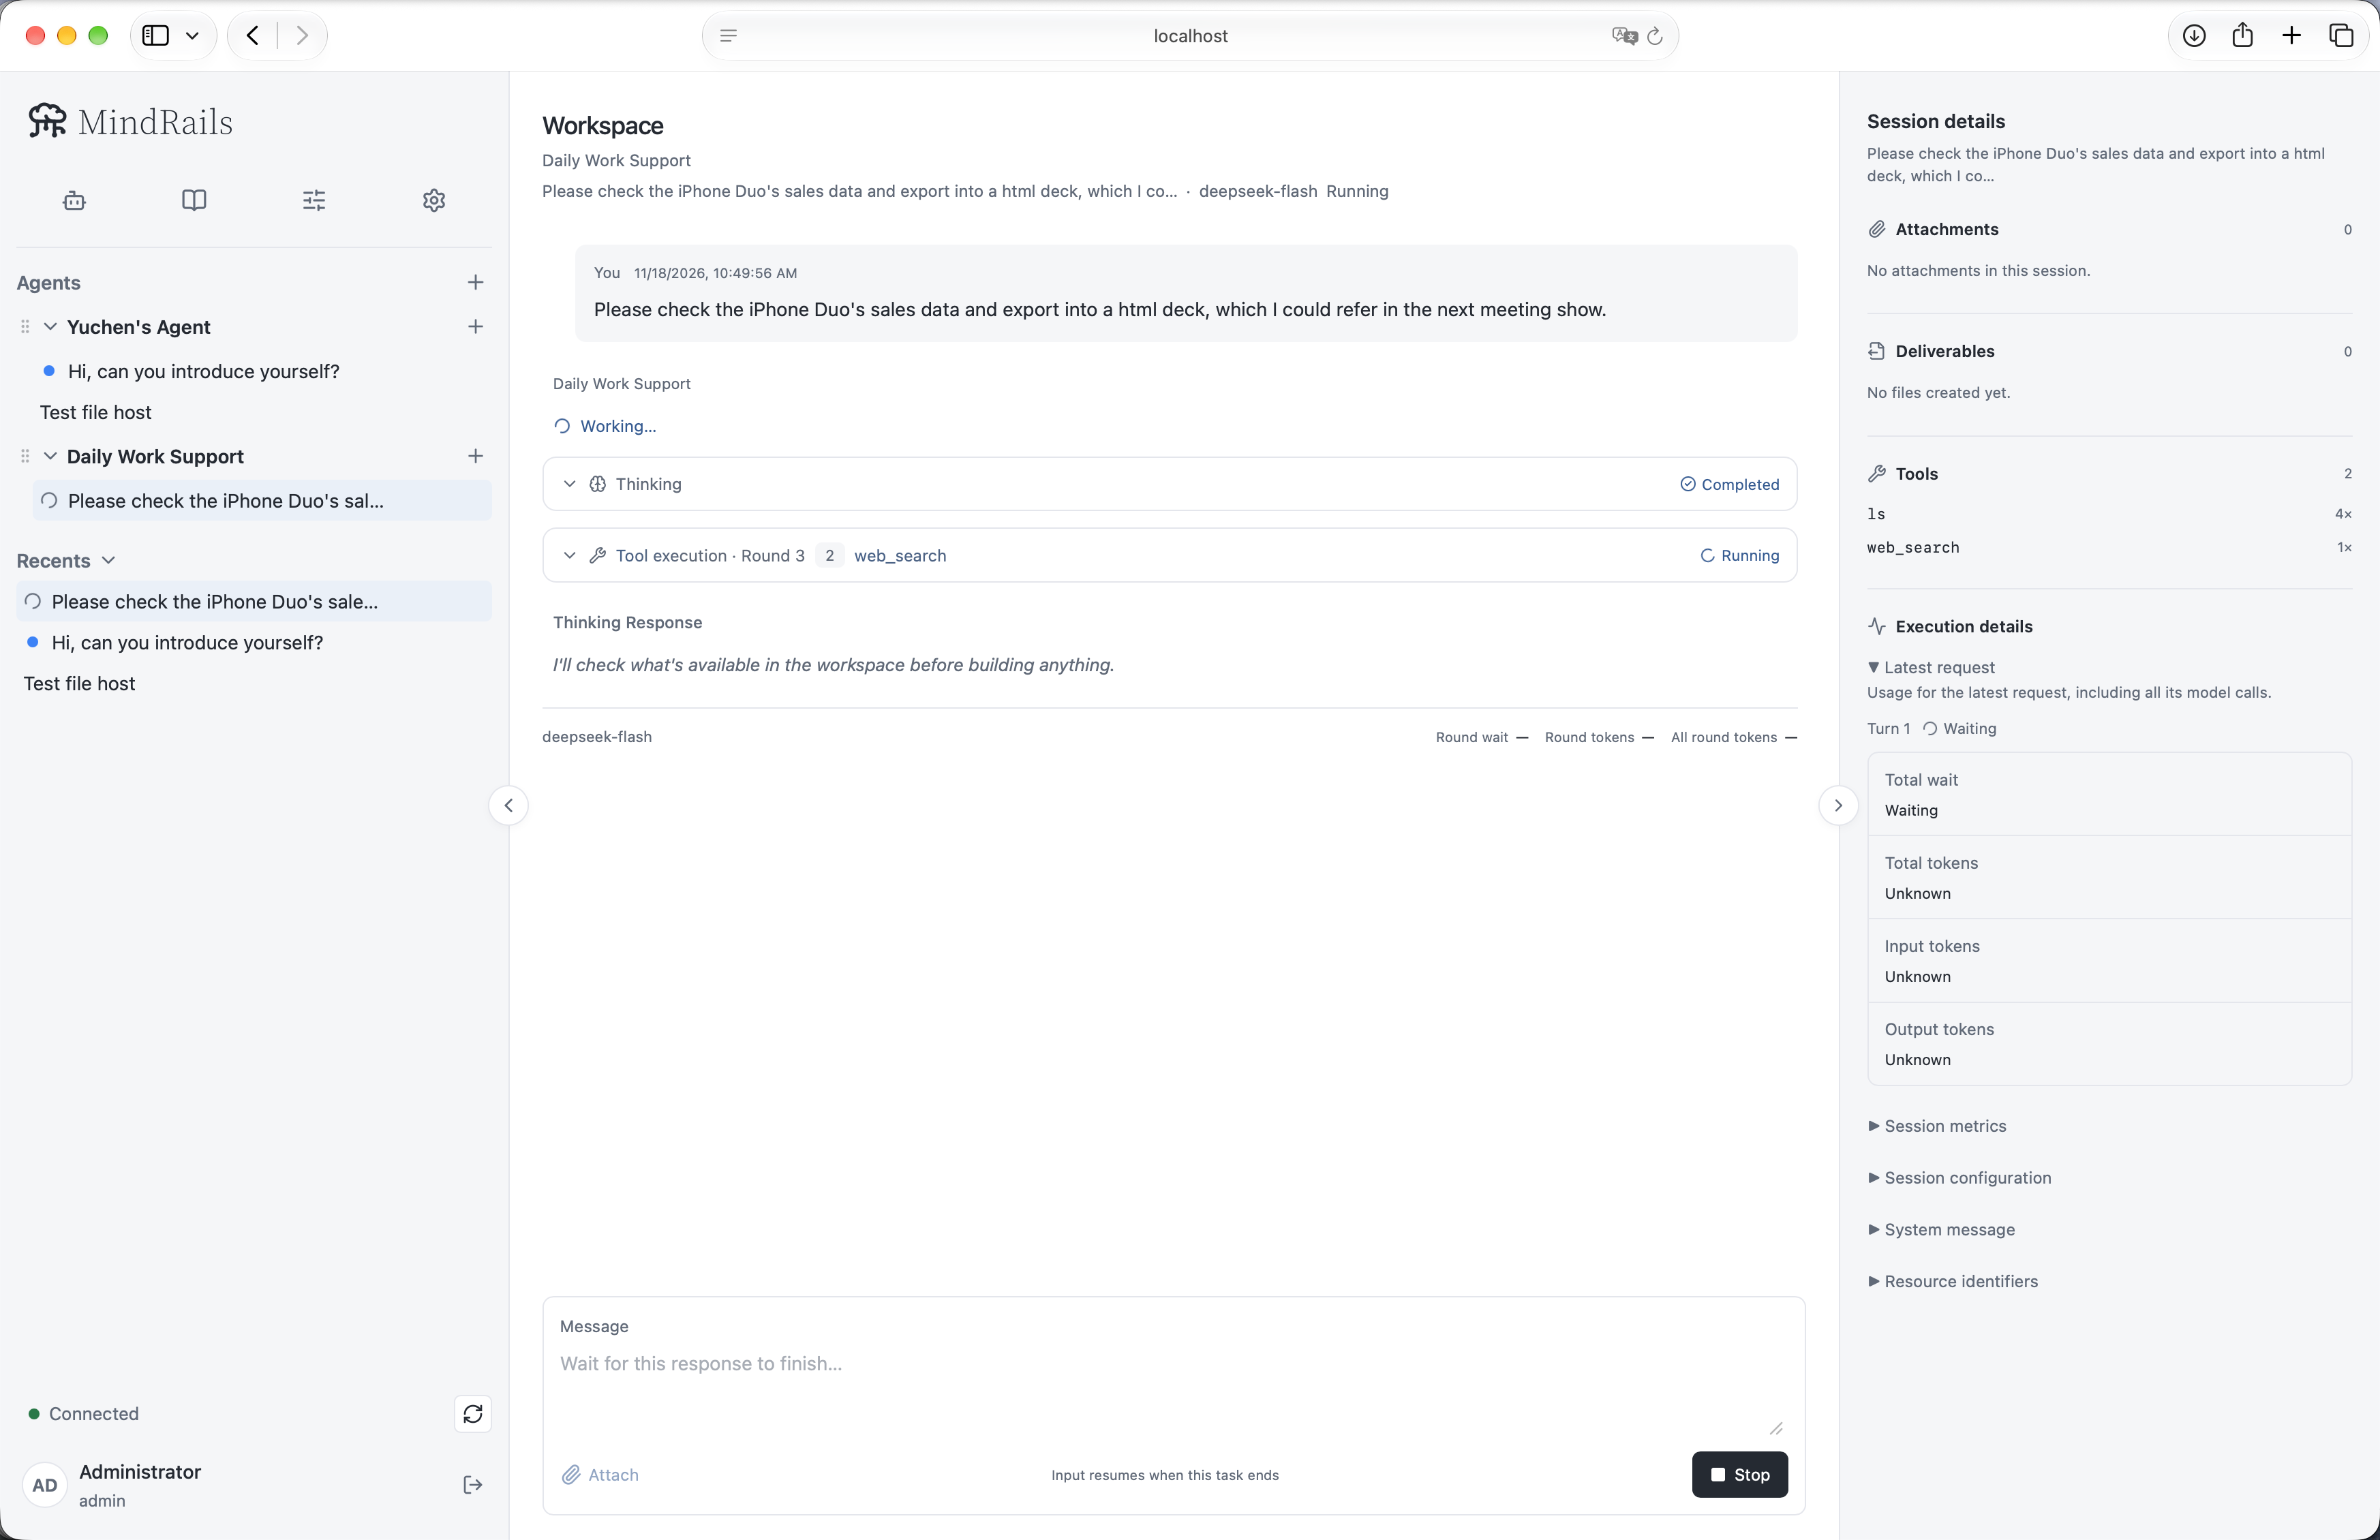 localhost
MindRails
Agents
Yuchen's Agent
Hi, can you introduce yourself?
Test file host
Daily Work Support
Please check the iPhone Duo's sal...
Recents
Please check the iPhone Duo's sale...
Hi, can you introduce yourself?
Test file host
Connected
AD
Administrator
admin
Workspace
Daily Work Support
Please check the iPhone Duo's sales data and export into a html deck, which I co... · deepseek-flash Running
You 11/18/2026, 10:49:56 AM
Please check the iPhone Duo's sales data and export into a html deck, which I could refer in the next meeting show.
Daily Work Support
Working...
Thinking Completed
Tool execution · Round 3 2 web_search Running
Thinking Response
I'll check what's available in the workspace before building anything.
deepseek-flash Round wait — Round tokens — All round tokens —
Message
Wait for this response to finish...
Attach Input resumes when this task ends Stop
Session details
Please check the iPhone Duo's sales data and export into a html
deck, which I co...
Attachments 0
No attachments in this session.
Deliverables 0
No files created yet.
Tools 2
ls 4×
web_search 1×
Execution details
Latest request
Usage for the latest request, including all its model calls.
Turn 1 Waiting
Total wait
Waiting
Total tokens
Unknown
Input tokens
Unknown
Output tokens
Unknown
Session metrics
Session configuration
System message
Resource identifiers